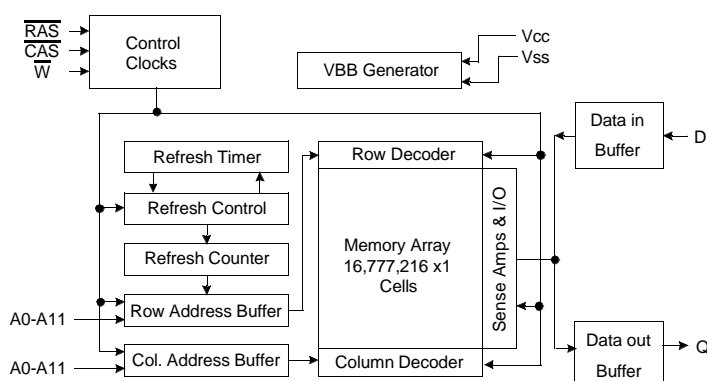 RAS
CAS
W
Control
Clocks
VBB Generator
Vcc
Vss
Data in
Buffer
D
Refresh Timer
Row Decoder
Refresh Control
Refresh Counter
Memory Array
16,777,216 x1
Cells
Sense Amps & I/O
A0-A11
Row Address Buffer
A0-A11
Col. Address Buffer
Column Decoder
Data out
Buffer
Q